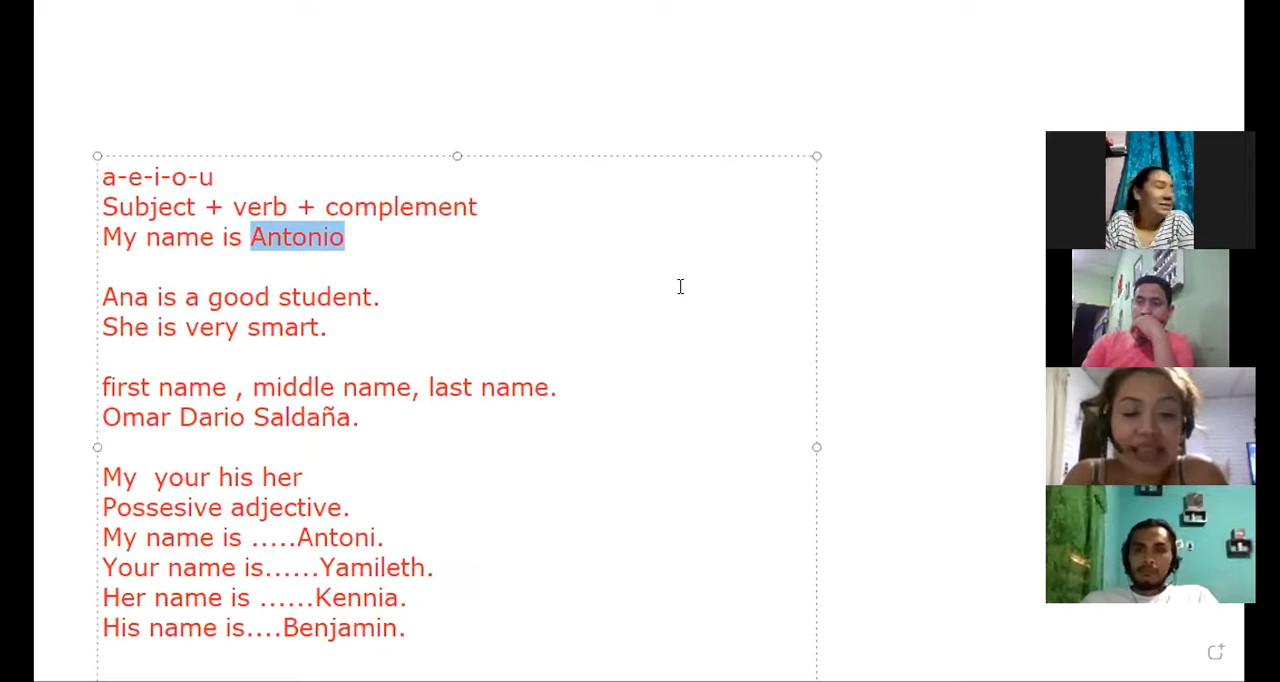 a-e-i-o-u
Subject + verb + complement
My name is Antonio
Ana is a good student.
She is very smart.
first name , middle name, last name.
Omar Dario Saldaña.
My  your his her
Possesive adjective.
My name is .....Antoni.
Your name is......Yamileth.
Her name is ......Kennia.
His name is....Benjamin.